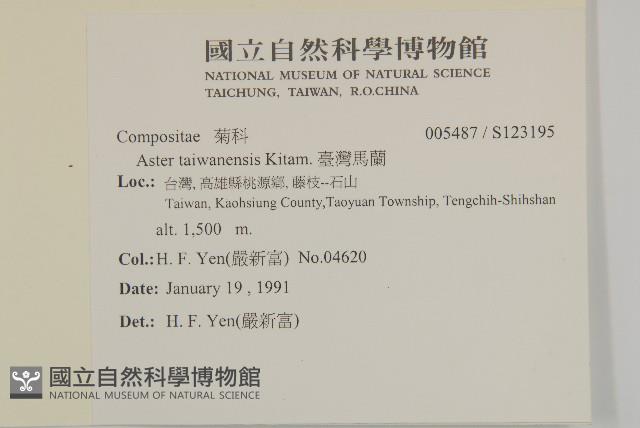 國立自然科學博物館
NATIONAL MUSEUM OF NATURAL SCIENCE
TAICHUNG, TAIWAN, R.O.CHINA
Compositae 菊科 005487 / S123195
Aster taiwanensis Kitam. 臺灣馬蘭
Loc.: 台灣, 高雄縣桃源鄉, 藤枝--石山
Taiwan, Kaohsiung County,Taoyuan Township, Tengchih-Shihshan
alt. 1,500 m.
Col.: H. F. Yen(嚴新富) No.04620
Date: January 19 , 1991
Det.: H. F. Yen(嚴新富)
國立自然科學博物館
NATIONAL MUSEUM OF NATURAL SCIENCE